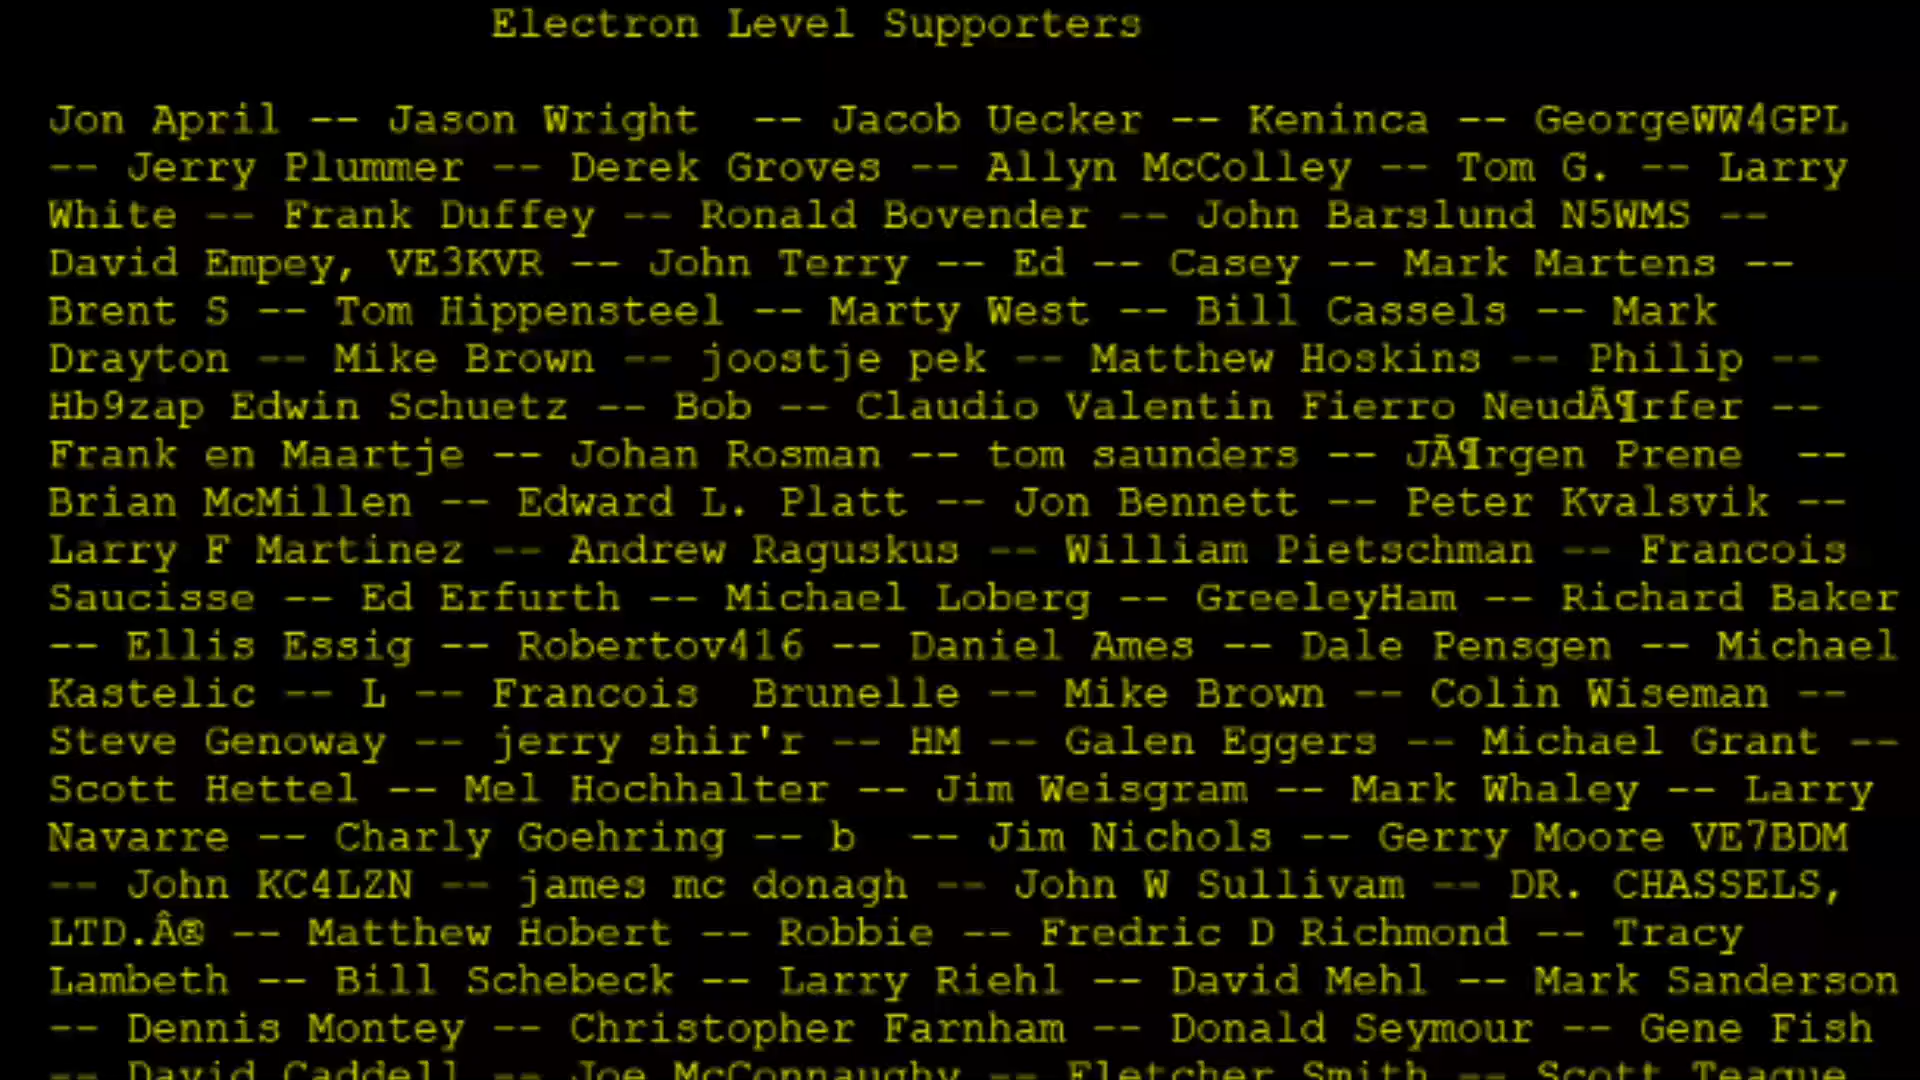 Electron Level Supporters
Jon April -- Jason Wright  -- Jacob Uecker -- Keninca -- GeorgeWW4GPL
-- Jerry Plummer -- Derek Groves -- Allyn McColley -- Tom G. -- Larry
White -- Frank Duffey -- Ronald Bovender -- John Barslund N5WMS --
David Empey, VE3KVR -- John Terry -- Ed -- Casey -- Mark Martens --
Brent S -- Tom Hippensteel -- Marty West -- Bill Cassels -- Mark
Drayton -- Mike Brown -- joostje pek -- Matthew Hoskins -- Philip --
Hb9zap Edwin Schuetz -- Bob -- Claudio Valentin Fierro NeudÃ¶rfer --
Frank en Maartje -- Johan Rosman -- tom saunders -- JÃ¶rgen Prene  --
Brian McMillen -- Edward L. Platt -- Jon Bennett -- Peter Kvalsvik --
Larry F Martinez -- Andrew Raguskus -- William Pietschman -- Francois
Saucisse -- Ed Erfurth -- Michael Loberg -- GreeleyHam -- Richard Baker
-- Ellis Essig -- Robertov416 -- Daniel Ames -- Dale Pensgen -- Michael
Kastelic -- L -- Francois  Brunelle -- Mike Brown -- Colin Wiseman --
Steve Genoway -- jerry shir'r -- HM -- Galen Eggers -- Michael Grant --
Scott Hettel -- Mel Hochhalter -- Jim Weisgram -- Mark Whaley -- Larry
Navarre -- Charly Goehring -- b  -- Jim Nichols -- Gerry Moore VE7BDM
-- John KC4LZN -- james mc donagh -- John W Sullivam -- DR. CHASSELS,
LTD.Â® -- Matthew Hobert -- Robbie -- Fredric D Richmond -- Tracy
Lambeth -- Bill Schebeck -- Larry Riehl -- David Mehl -- Mark Sanderson
-- Dennis Montey -- Christopher Farnham -- Donald Seymour -- Gene Fish
-- David Caddell -- Joe McConnaughy -- Fletcher Smith -- Scott Teague